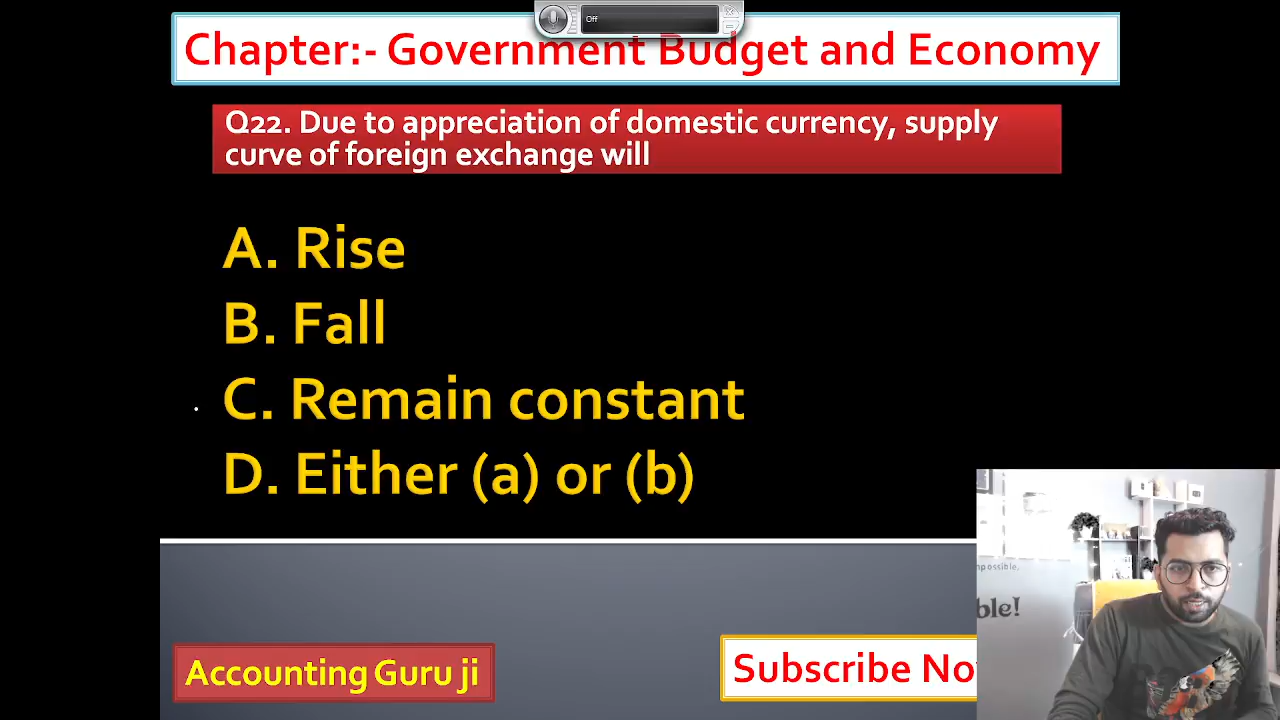 Off
Chapter:- Government Budget and Economy
Q22. Due to appreciation of domestic currency, supply
curve of foreign exchange will
A. Rise
B. Fall
C. Remain constant
D. Either (a) or (b)
Accounting Guru ji
Subscribe